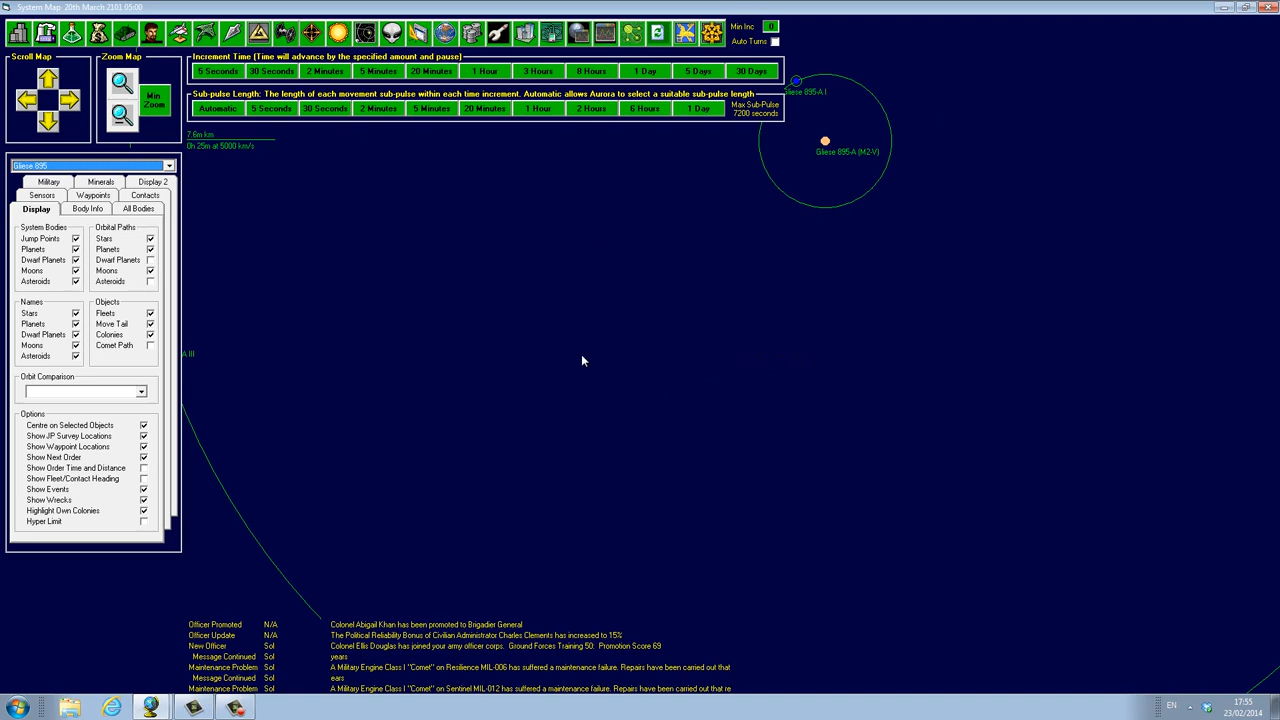 System Map  20th March 2101 05:00
Min Inc 0
Auto Turns
Scroll Map
Zoom Map
Min Zoom
Increment Time (Time will advance by the specified amount and pause)
5 Seconds 30 Seconds 2 Minutes 5 Minutes 20 Minutes 1 Hour 3 Hours 8 Hours 1 Day 5 Days 30 Days
Sub-pulse Length: The length of each movement sub-pulse within each time increment. Automatic allows Aurora to select a suitable sub-pulse length
Automatic 5 Seconds 30 Seconds 2 Minutes 5 Minutes 20 Minutes 1 Hour 2 Hours 6 Hours 1 Day
Max Sub-Pulse
7200 seconds
7.6m km
0h 25m at 5000 km/s
Gliese 895-A I
Gliese 895-A (M2-V)
Gliese 895
Military Minerals Display 2
Sensors Waypoints Contacts
Display Body Info All Bodies
System Bodies
Jump Points
Planets
Dwarf Planets
Moons
Asteroids
Orbital Paths
Stars
Planets
Dwarf Planets
Moons
Asteroids
Names
Stars
Planets
Dwarf Planets
Moons
Asteroids
Objects
Fleets
Move Tail
Colonies
Comet Path
A III
Orbit Comparison
Options
Centre on Selected Objects
Show JP Survey Locations
Show Waypoint Locations
Show Next Order
Show Order Time and Distance
Show Fleet/Contact Heading
Show Events
Show Wrecks
Highlight Own Colonies
Hyper Limit
Officer Promoted N/A Colonel Abigail Khan has been promoted to Brigadier General
Officer Update N/A The Political Reliability Bonus of Civilian Administrator Charles Clements has increased to 15%
New Officer Sol Colonel Ellis Douglas has joined your army officer corps.  Ground Forces Training 50:  Promotion Score 69
Message Continued Sol years
Maintenance Problem Sol A Military Engine Class I "Comet" on Resilience MIL-006 has suffered a maintenance failure. Repairs have been carried out that
Message Continued Sol ears
Maintenance Problem Sol A Military Engine Class I "Comet" on Sentinel MIL-012 has suffered a maintenance failure. Repairs have been carried out that re
EN
17:55
23/02/2014